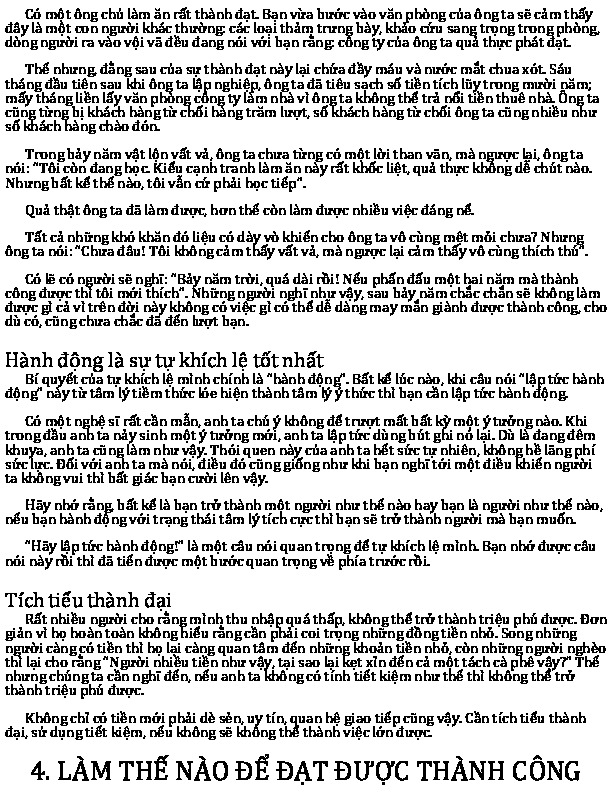 Có một ông chủ làm ăn rất thành đạt. Bạn vừa bước vào văn phòng của ông ta sẽ cảm thấy
đây là một con người khác thường: các loại thảm trưng bày, khảo cứu sang trọng trong phòng,
dòng người ra vào vội vã đều đang nói với bạn rằng: công ty của ông ta quả thực phát đạt.
Thế nhưng, đằng sau của sự thành đạt này lại chứa đầy máu và nước mắt chua xót. Sáu
tháng đầu tiên sau khi ông ta lập nghiệp, ông ta đã tiêu sạch số tiền tích lũy trong mười năm;
mấy tháng liền lấy văn phòng công ty làm nhà vì ông ta không thể trả nổi tiền thuê nhà. Ông ta
cũng từng bị khách hàng từ chối hàng trăm lượt, số khách hàng từ chối ông ta cũng nhiều như
số khách hàng chào đón.
Trong bảy năm vật lộn vất vả, ông ta chưa từng có một lời than vãn, mà ngược lại, ông ta
nói: "Tôi còn đang học. Kiểu cạnh tranh làm ăn này rất khốc liệt, quả thực không dễ chút nào.
Nhưng bất kể thế nào, tôi vẫn cứ phải học tiếp".
Quả thật ông ta đã làm được, hơn thế còn làm được nhiều việc đáng nể.
Tất cả những khó khăn đó liệu có dày vò khiến cho ông ta vô cùng mệt mỏi chưa? Nhưng
ông ta nói: "Chưa đâu! Tôi không cảm thấy vất vả, mà ngược lại cảm thấy vô cùng thích thú".
Có lẽ có người sẽ nghĩ: "Bảy năm trời, quá dài rồi! Nếu phấn đấu một hai năm mà thành
công được thì tôi mới thích". Những người nghĩ như vậy, sau bảy năm chắc chắn sẽ không làm
được gì cả vì trên đời này không có việc gì có thể dễ dàng may mắn giành được thành công, cho
dù có, cũng chưa chắc đã đến lượt bạn.
Hành động là sự tự khích lệ tốt nhất
Bí quyết của tự khích lệ mình chính là "hành động". Bất kể lúc nào, khi câu nói "lập tức hành
động" này từ tâm lý tiềm thức lóe hiện thành tâm lý ý thức thì bạn cần lập tức hành động.
Có một nghệ sĩ rất cần mẫn, anh ta chú ý không để trượt mất bất kỳ một ý tưởng nào. Khi
trong đầu anh ta nảy sinh một ý tưởng mới, anh ta lập tức dùng bút ghi nó lại. Dù là đang đêm
khuya, anh ta cũng làm như vậy. Thói quen này của anh ta hết sức tự nhiên, không hề lãng phí
sức lực. Đối với anh ta mà nói, điều đó cũng giống như khi bạn nghĩ tới một điều khiến người
ta không vui thì bất giác bạn cười lên vậy.
Hãy nhớ rằng, bất kể là bạn trở thành một người như thế nào hay bạn là người như thế nào,
nếu bạn hành động với trạng thái tâm lý tích cực thì bạn sẽ trở thành người mà bạn muốn.
"Hãy lập tức hành động!" là một câu nói quan trọng để tự khích lệ mình. Bạn nhớ được câu
nói này rồi thì đã tiến được một bước quan trọng về phía trước rồi.
Tích tiểu thành đại
Rất nhiều người cho rằng mình thu nhập quá thấp, không thể trở thành triệu phú được. Đơn
giản vì họ hoàn toàn không hiểu rằng cần phải coi trọng những đồng tiền nhỏ. Song những
người càng có tiền thì họ lại càng quan tâm đến những khoản tiền nhỏ, còn những người nghèo
thì lại cho rằng "Người nhiều tiền như vậy, tại sao lại kẹt xỉn đến cả một tách cà phê vậy?" Thế
nhưng chúng ta cần nghĩ đến, nếu anh ta không có tính tiết kiệm như thế thì không thể trở
thành triệu phú được.
Không chỉ có tiền mới phải dè sẻn, uy tín, quan hệ giao tiếp cũng vậy. Cần tích tiểu thành
đại, sử dụng tiết kiệm, nếu không sẽ không thể thành việc lớn được.
4. LÀM THẾ NÀO ĐỂ ĐẠT ĐƯỢC THÀNH CÔNG